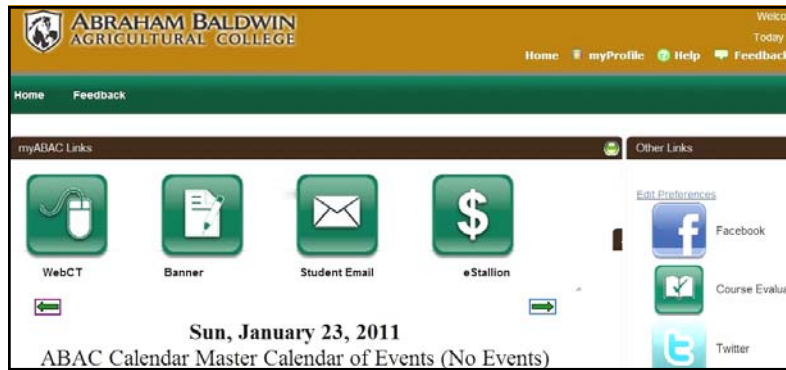 ABRAHAM BALDWIN
AGRICULTURAL COLLEGE
Welco
Today
Home myProfile Help Feedback
Home Feedback
myABAC Links
Other Links
Edit Preferences
WebCT Banner Student Email eStallion
Facebook
Course Evalua
Twitter
Sun, January 23, 2011
ABAC Calendar Master Calendar of Events (No Events)